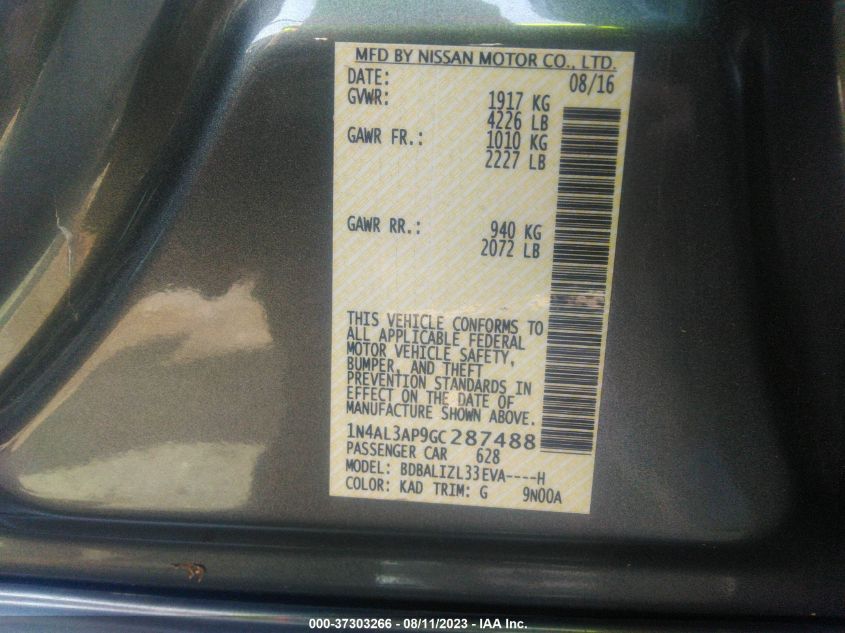 MFD BY NISSAN MOTOR CO., LTD.
DATE: 08/16
GVWR: 1917 KG
4226 LB
GAWR FR.: 1010 KG
2227 LB
GAWR RR.: 940 KG
2072 LB
THIS VEHICLE CONFORMS TO
ALL APPLICABLE FEDERAL
MOTOR VEHICLE SAFETY,
BUMPER, AND THEFT
PREVENTION STANDARDS IN
EFFECT ON THE DATE OF
MANUFACTURE SHOWN ABOVE.
1N4AL3AP9GC287488
PASSENGER CAR 628
MODEL: BDBALIZL33EVA----H
COLOR: KAD TRIM: G 9N00A
000-37303266 - 08/11/2023 - IAA Inc.